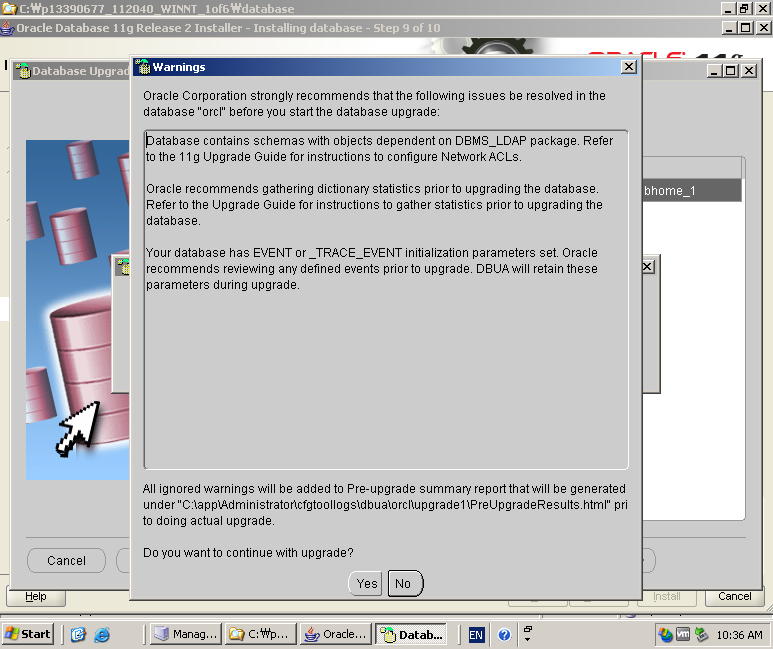 C:₩p13390677_112040_WINNT_1of6₩database
Oracle Database 11g Release 2 Installer - Installing database - Step 9 of 10
Database Upgrad
Warnings
Oracle Corporation strongly recommends that the following issues be resolved in the
database "orcl" before you start the database upgrade:
Database contains schemas with objects dependent on DBMS_LDAP package. Refer
to the 11g Upgrade Guide for instructions to configure Network ACLs.
Oracle recommends gathering dictionary statistics prior to upgrading the database.
Refer to the Upgrade Guide for instructions to gather statistics prior to upgrading the
database.
Your database has EVENT or _TRACE_EVENT initialization parameters set. Oracle
recommends reviewing any defined events prior to upgrade. DBUA will retain these
parameters during upgrade.
bhome_1
All ignored warnings will be added to Pre-upgrade summary report that will be generated
under "C:\app\Administrator\cfgtoollogs\dbua\orcl\upgrade1\PreUpgradeResults.html" pri
to doing actual upgrade.
Do you want to continue with upgrade?
Cancel
Yes No
Help Install Cancel
Start Manag... C:₩p... Oracle... Datab... EN 10:36 AM